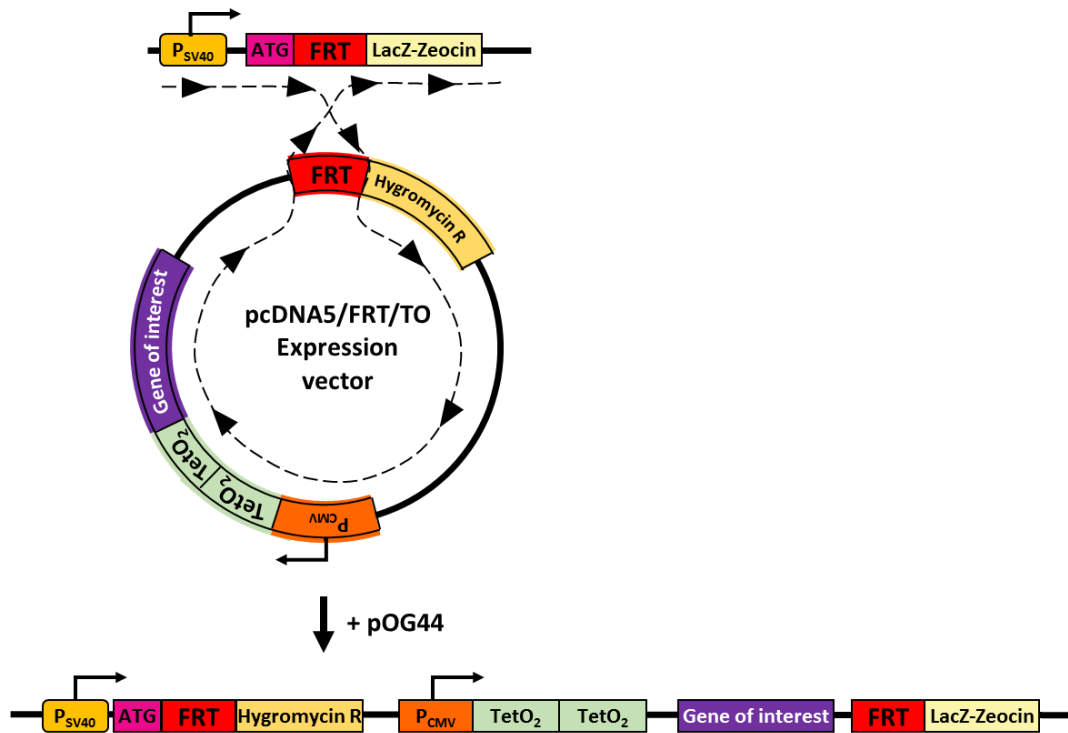 PSV40 ATG FRT LacZ-Zeocin
FRT
Hygromycin R
Gene of interest
pcDNA5/FRT/TO
Expression
vector
TetO2
TetO2
PCMV
+ pOG44
PSV40 ATG FRT Hygromycin R PCMV TetO2 TetO2 Gene of interest FRT LacZ-Zeocin